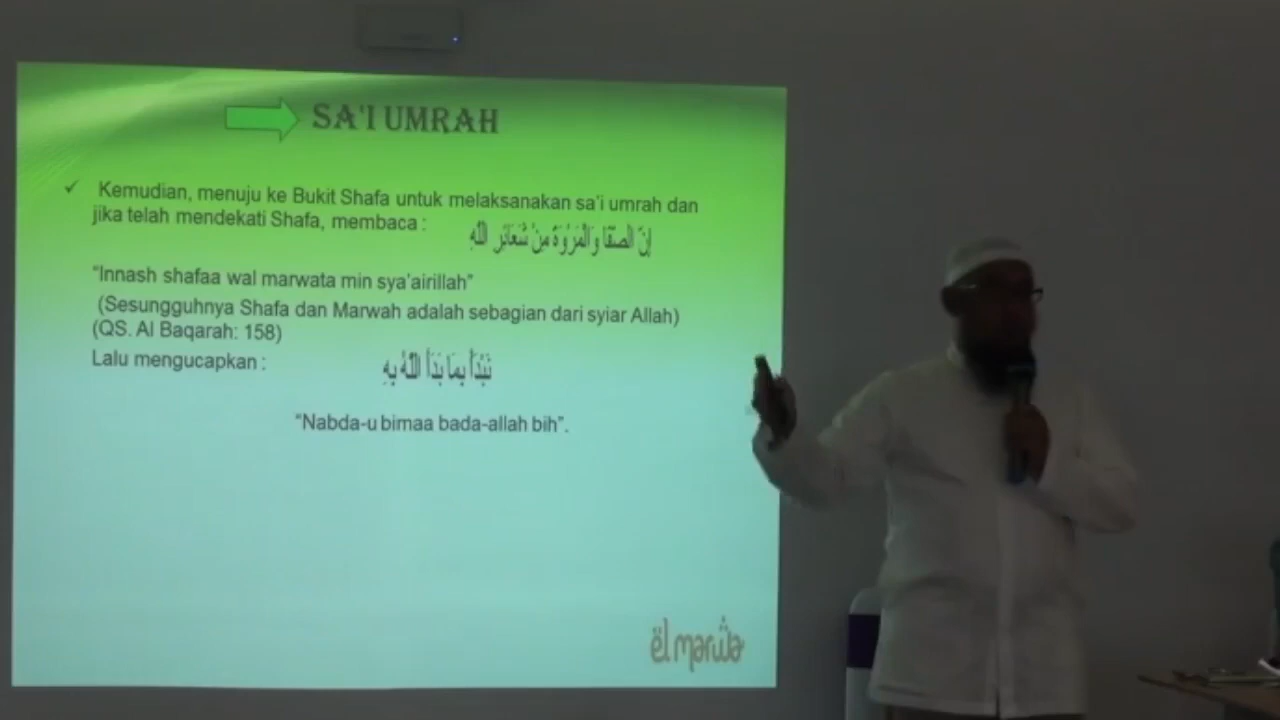 SA'I UMRAH
✓ Kemudian, menuju ke Bukit Shafa untuk melaksanakan sa'i umrah dan
jika telah mendekati Shafa, membaca :
إِنّ الصّفَا وَالْمَرْوَةَ مِنْ شَعَائِرِ اللَّهِ
"Innash shafaa wal marwata min sya'airillah"
(Sesungguhnya Shafa dan Marwah adalah sebagian dari syiar Allah)
(QS. Al Baqarah: 158)
Lalu mengucapkan :
نَبْدَأُ بِمَا بَدَأَ اللَّهُ بِهِ
"Nabda-u bimaa bada-allah bih".
ël marŵa